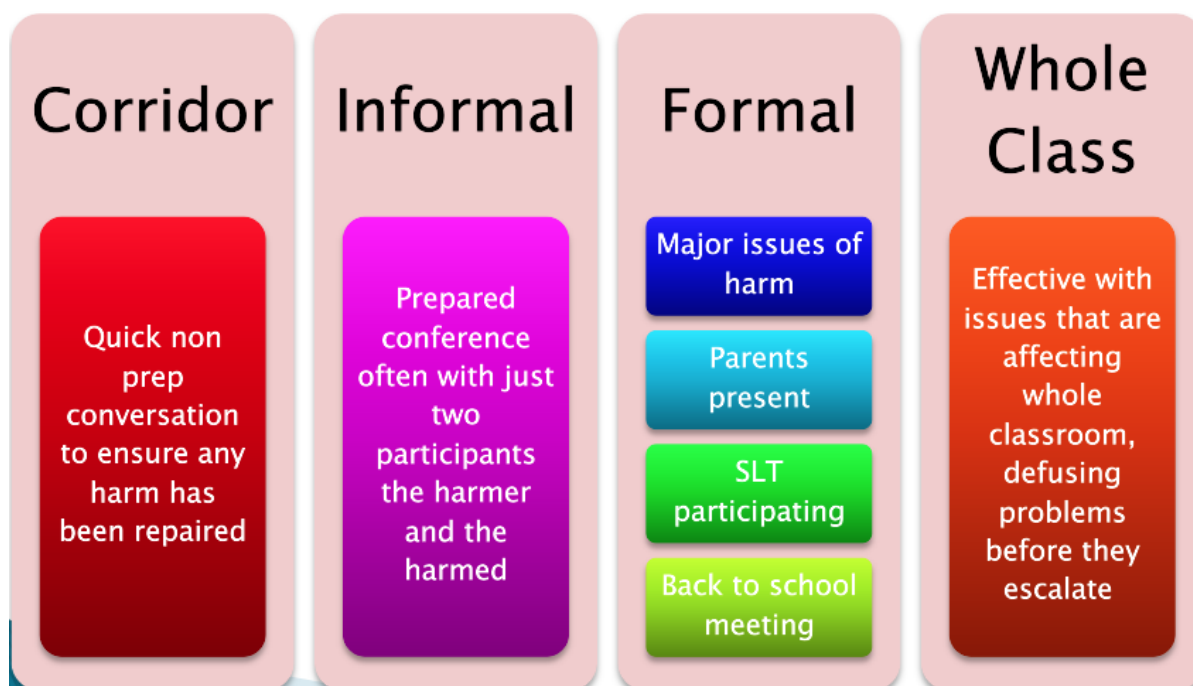 Corridor
Quick non
prep
conversation
to ensure any
harm has
been repaired
Informal
Prepared
conference
often with just
two
participants
the harmer
and the
harmed
Formal
Major issues of
harm
Parents
present
SLT
participating
Back to school
meeting
Whole
Class
Effective with
issues that are
affecting
whole
classroom,
defusing
problems
before they
escalate